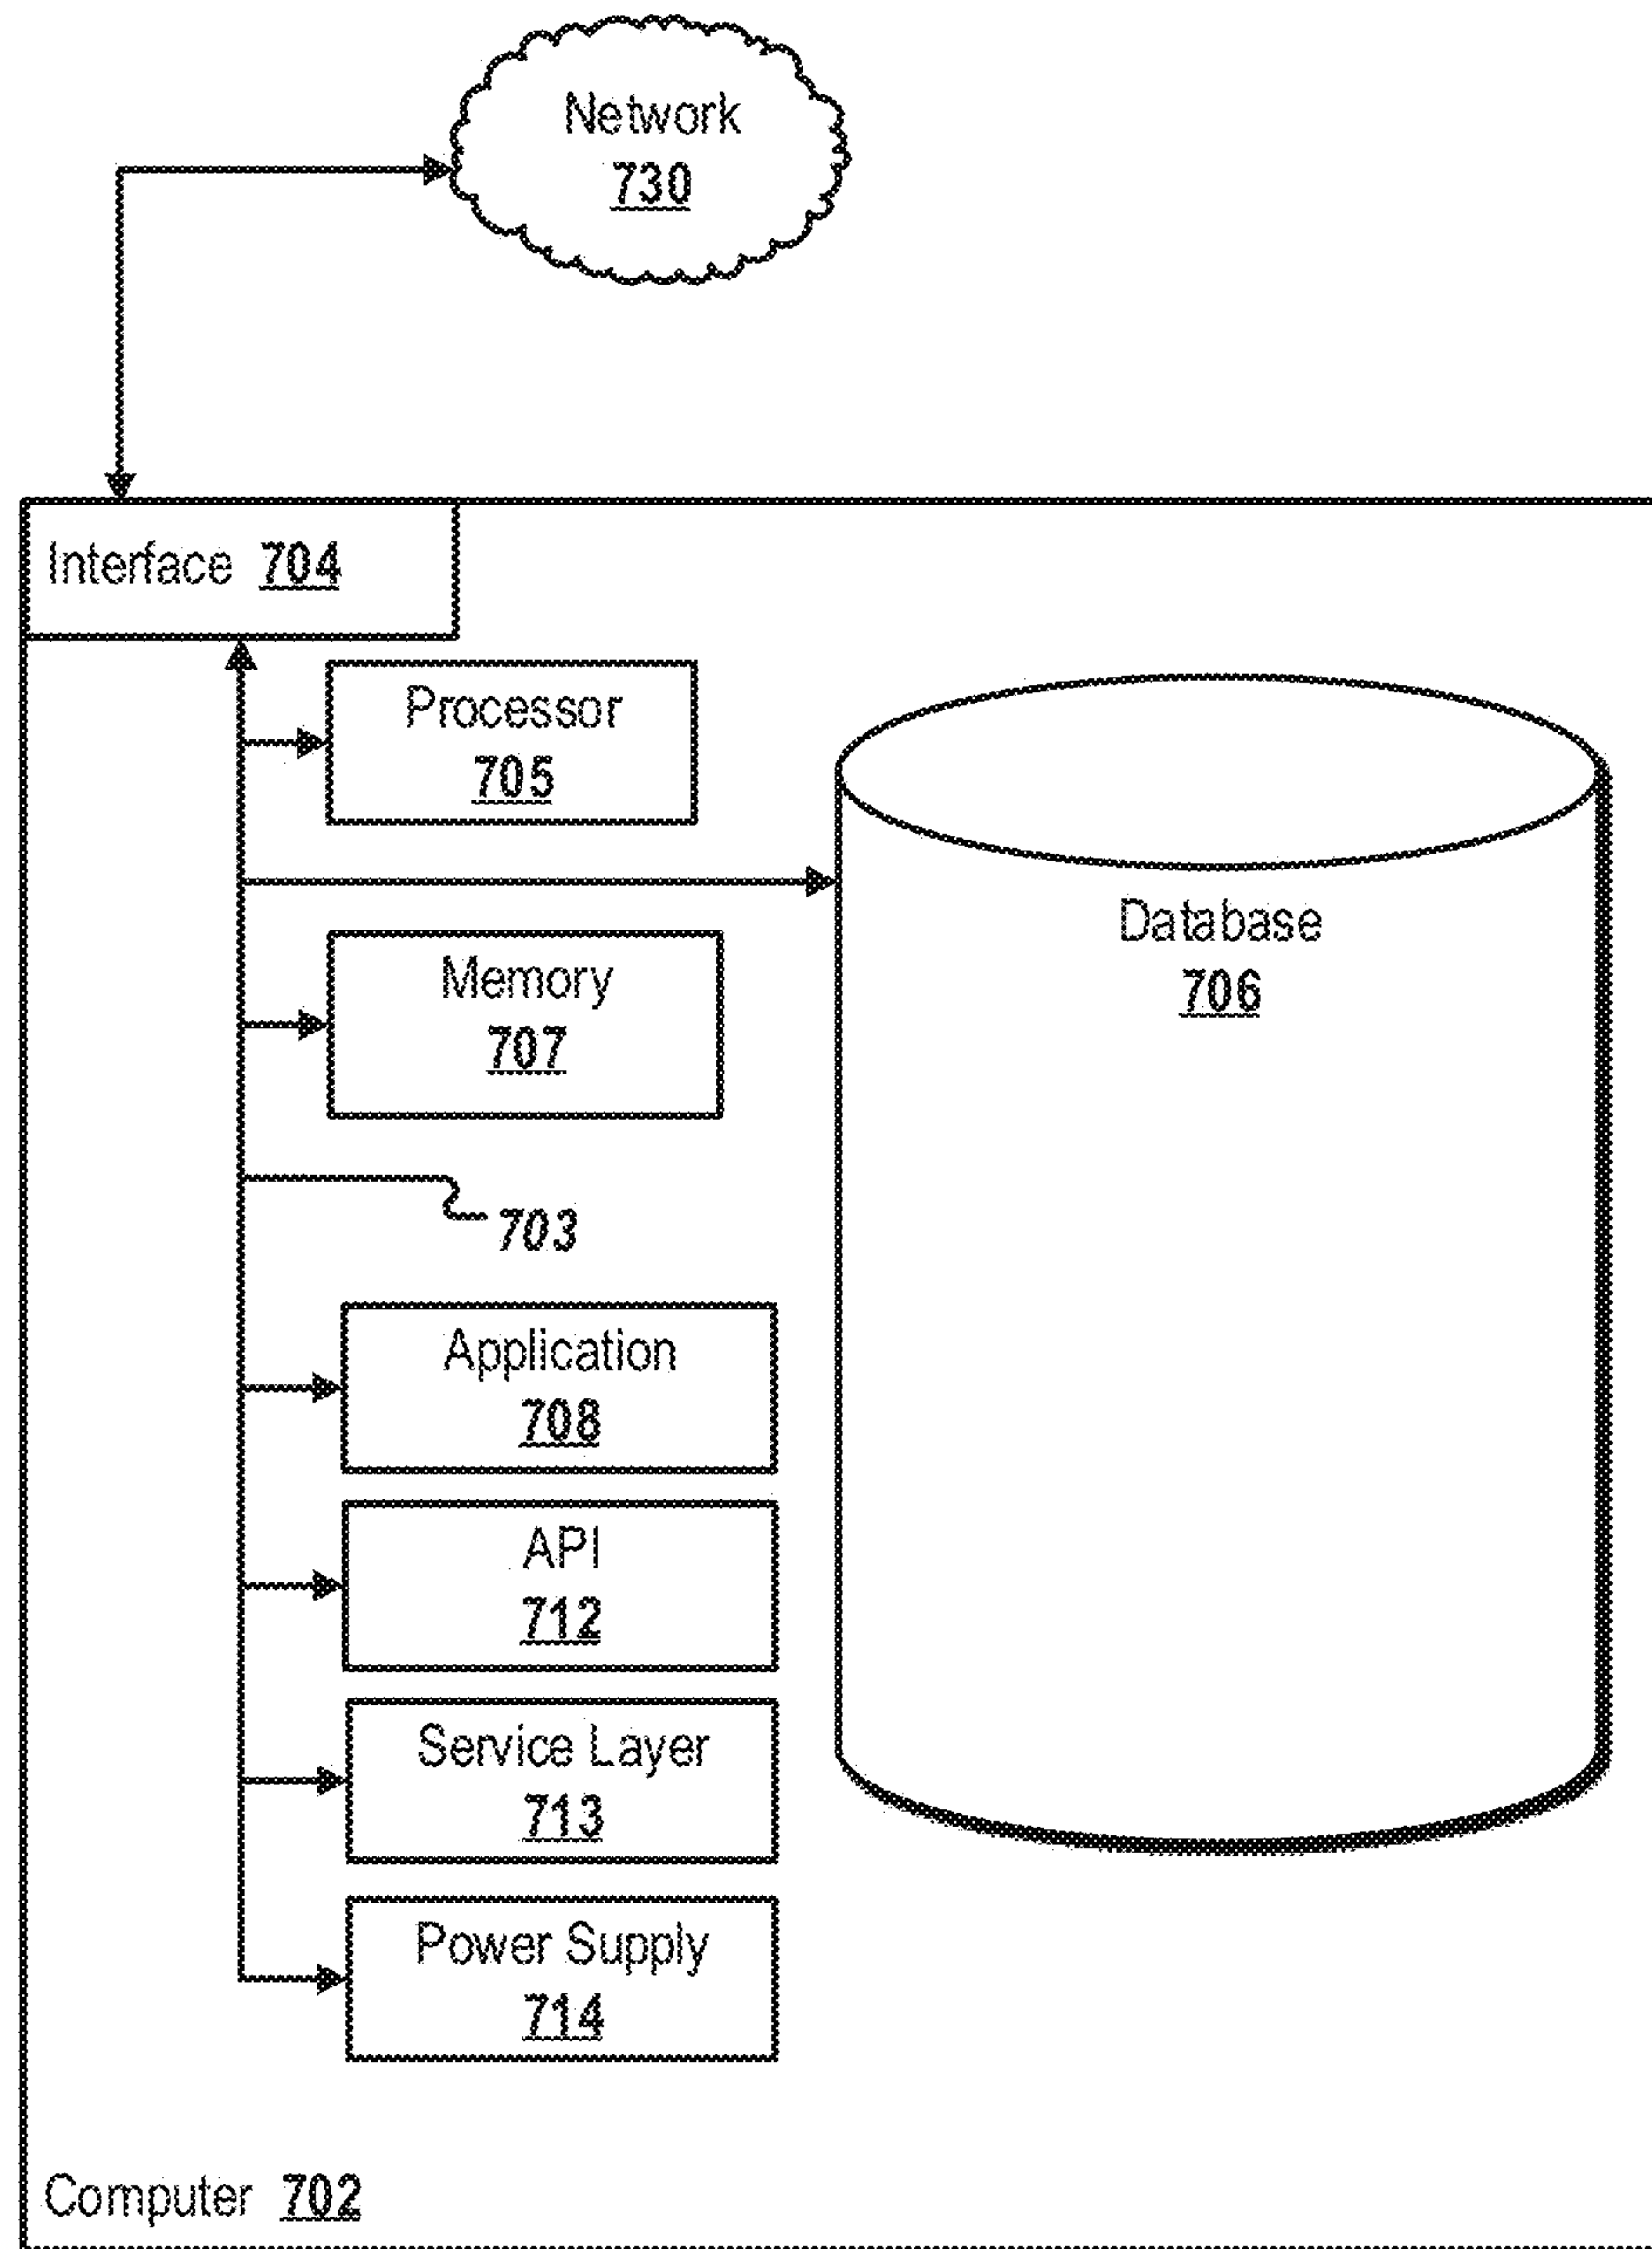 Network
730
Interface 704
Processor
705
Database
706
Memory
707
703
Application
708
API
712
Service Layer
713
Power Supply
714
Computer 702